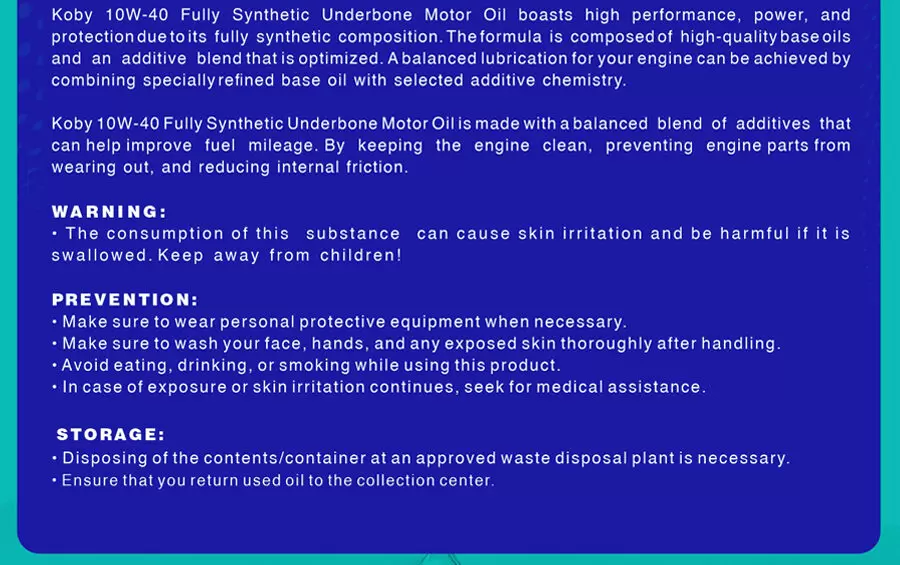 Koby 10W-40 Fully Synthetic Underbone Motor Oil boasts high performance, power, and
protection due to its fully synthetic composition. The formula is composed of high-quality base oils
and an additive blend that is optimized. A balanced lubrication for your engine can be achieved by
combining specially refined base oil with selected additive chemistry.
Koby 10W-40 Fully Synthetic Underbone Motor Oil is made with a balanced blend of additives that
can help improve fuel mileage. By keeping the engine clean, preventing engine parts from
wearing out, and reducing internal friction.
WARNING:
• The consumption of this substance can cause skin irritation and be harmful if it is
swallowed. Keep away from children!
PREVENTION:
• Make sure to wear personal protective equipment when necessary.
• Make sure to wash your face, hands, and any exposed skin thoroughly after handling.
• Avoid eating, drinking, or smoking while using this product.
• In case of exposure or skin irritation continues, seek for medical assistance.
STORAGE:
• Disposing of the contents/container at an approved waste disposal plant is necessary.
• Ensure that you return used oil to the collection center.